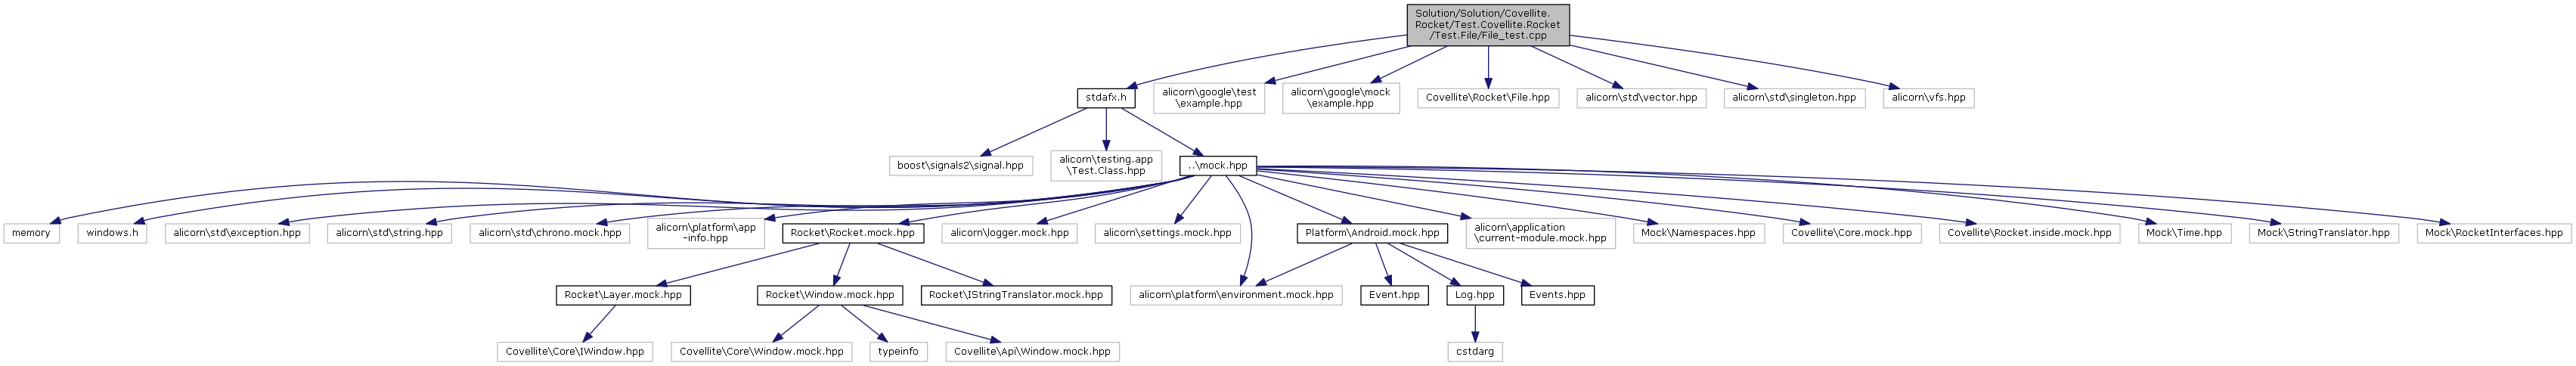 Solution/Solution/Covellite.
Rocket/Test.Covellite.Rocket
/Test.File/File_test.cpp
stdafx.h
alicorn\google\test
\example.hpp
alicorn\google\mock
\example.hpp
Covellite\Rocket\File.hpp
alicorn\std\vector.hpp
alicorn\std\singleton.hpp
alicorn\vfs.hpp
boost\signals2\signal.hpp
alicorn\testing.app
\Test.Class.hpp
..\mock.hpp
memory
windows.h
alicorn\std\exception.hpp
alicorn\std\string.hpp
alicorn\std\chrono.mock.hpp
alicorn\platform\app
-info.hpp
Rocket\Rocket.mock.hpp
alicorn\logger.mock.hpp
alicorn\settings.mock.hpp
Platform\Android.mock.hpp
alicorn\application
\current-module.mock.hpp
Mock\Namespaces.hpp
Covellite\Core.mock.hpp
Covellite\Rocket.inside.mock.hpp
Mock\Time.hpp
Mock\StringTranslator.hpp
Mock\RocketInterfaces.hpp
Rocket\Layer.mock.hpp
Rocket\Window.mock.hpp
Rocket\IStringTranslator.mock.hpp
alicorn\platform\environment.mock.hpp
Event.hpp
Log.hpp
Events.hpp
Covellite\Core\IWindow.hpp
Covellite\Core\Window.mock.hpp
typeinfo
Covellite\Api\Window.mock.hpp
cstdarg